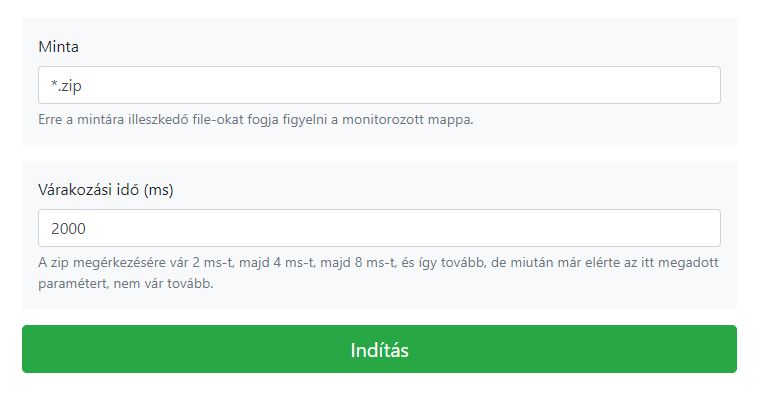 Minta
*.zip
Erre a mintára illeszkedő file-okat fogja figyelni a monitorozott mappa.
Várakozási idő (ms)
2000
A zip megérkezésére vár 2 ms-t, majd 4 ms-t, majd 8 ms-t, és így tovább, de miután már elérte az itt megadott
paramétert, nem vár tovább.
Indítás